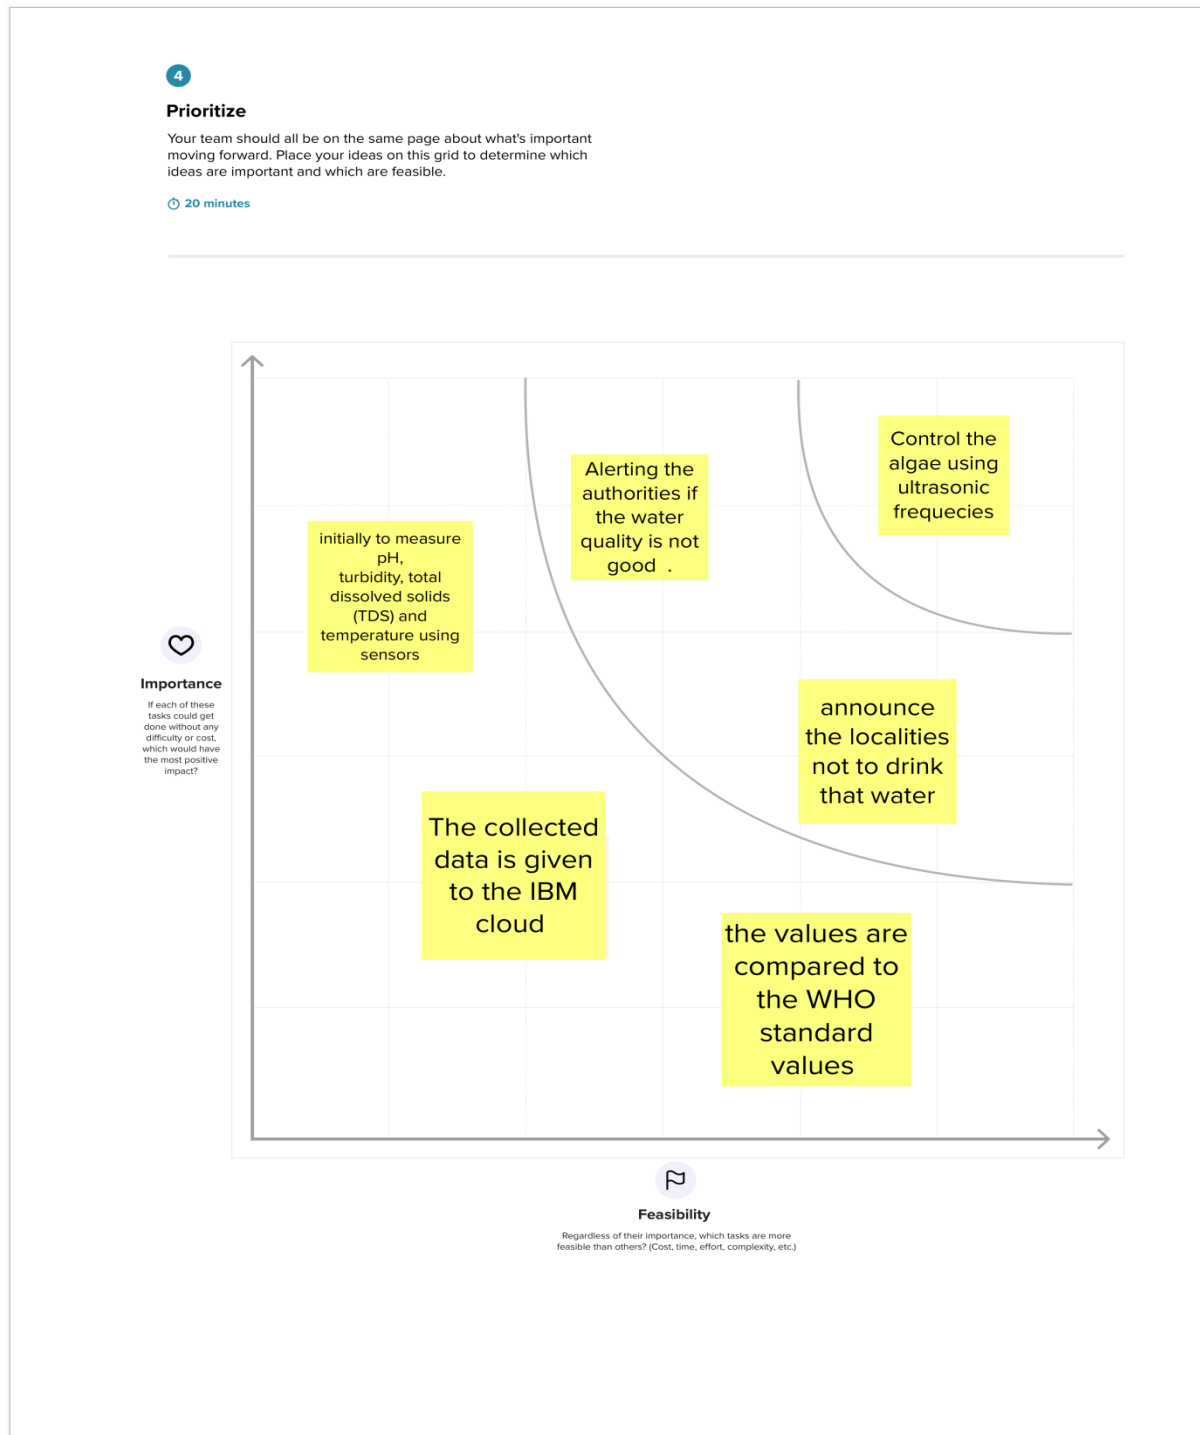 4
Prioritize
Your team should all be on the same page about what's important
moving forward. Place your ideas on this grid to determine which
ideas are important and which are feasible.
20 minutes
Control the
algae using
ultrasonic
frequecies
Alerting the
authorities if
the water
quality is not
good .
initially to measure
pH,
turbidity, total
dissolved solids
(TDS) and
temperature using
sensors
Importance
If each of these
tasks could get
done without any
difficulty or cost,
which would have
the most positive
impact?
announce
the localities
not to drink
that water
The collected
data is given
to the IBM
cloud
the values are
compared to
the WHO
standard
values
Feasibility
Regardless of their importance, which tasks are more
feasible than others? (Cost, time, effort, complexity, etc.)